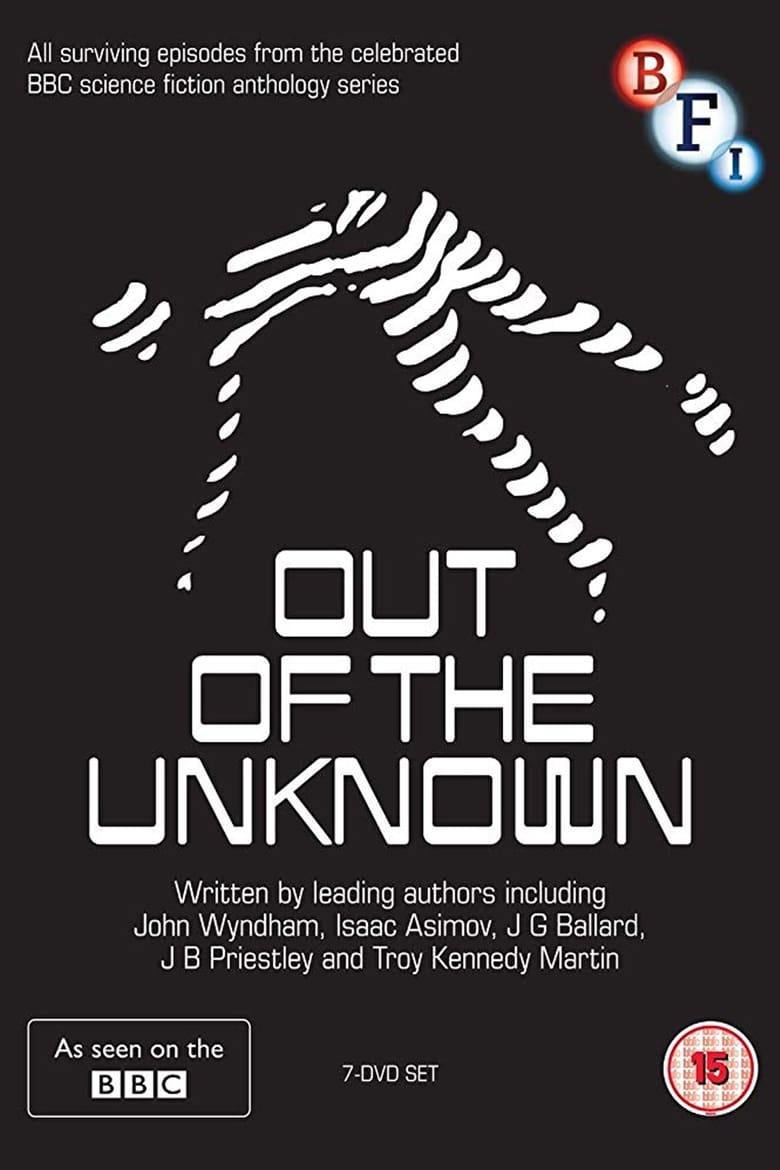 All surviving episodes from the celebrated
BBC science fiction anthology series
B
F
I
OUT
OF THE
UNKNOWN
Written by leading authors including
John Wyndham, Isaac Asimov, J G Ballard,
J B Priestley and Troy Kennedy Martin
As seen on the
BBC
7-DVD SET
15